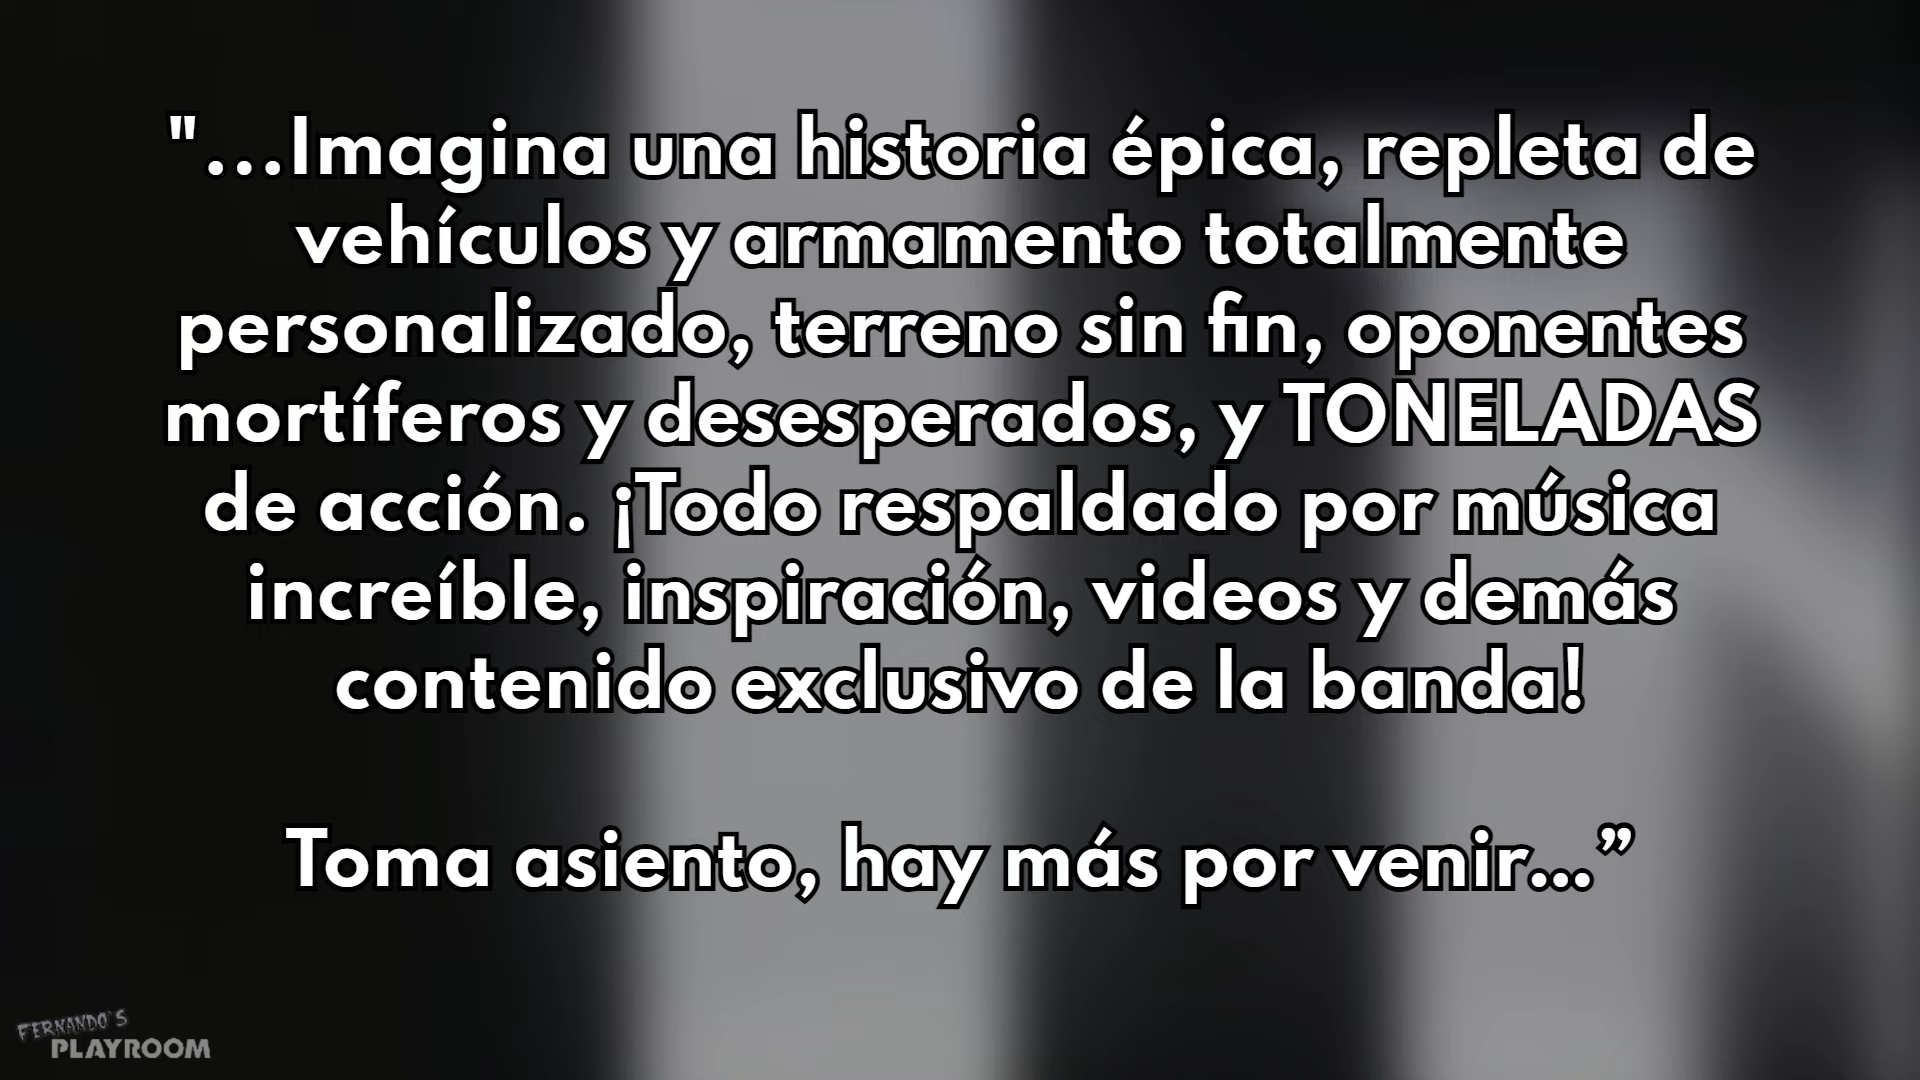 "...Imagina una historia épica, repleta de
vehículos y armamento totalmente
personalizado, terreno sin fin, oponentes
mortíferos y desesperados, y TONELADAS
de acción. ¡Todo respaldado por música
increíble, inspiración, videos y demás
contenido exclusivo de la banda!
Toma asiento, hay más por venir...”
FERNANDO`S
PLAYROOM